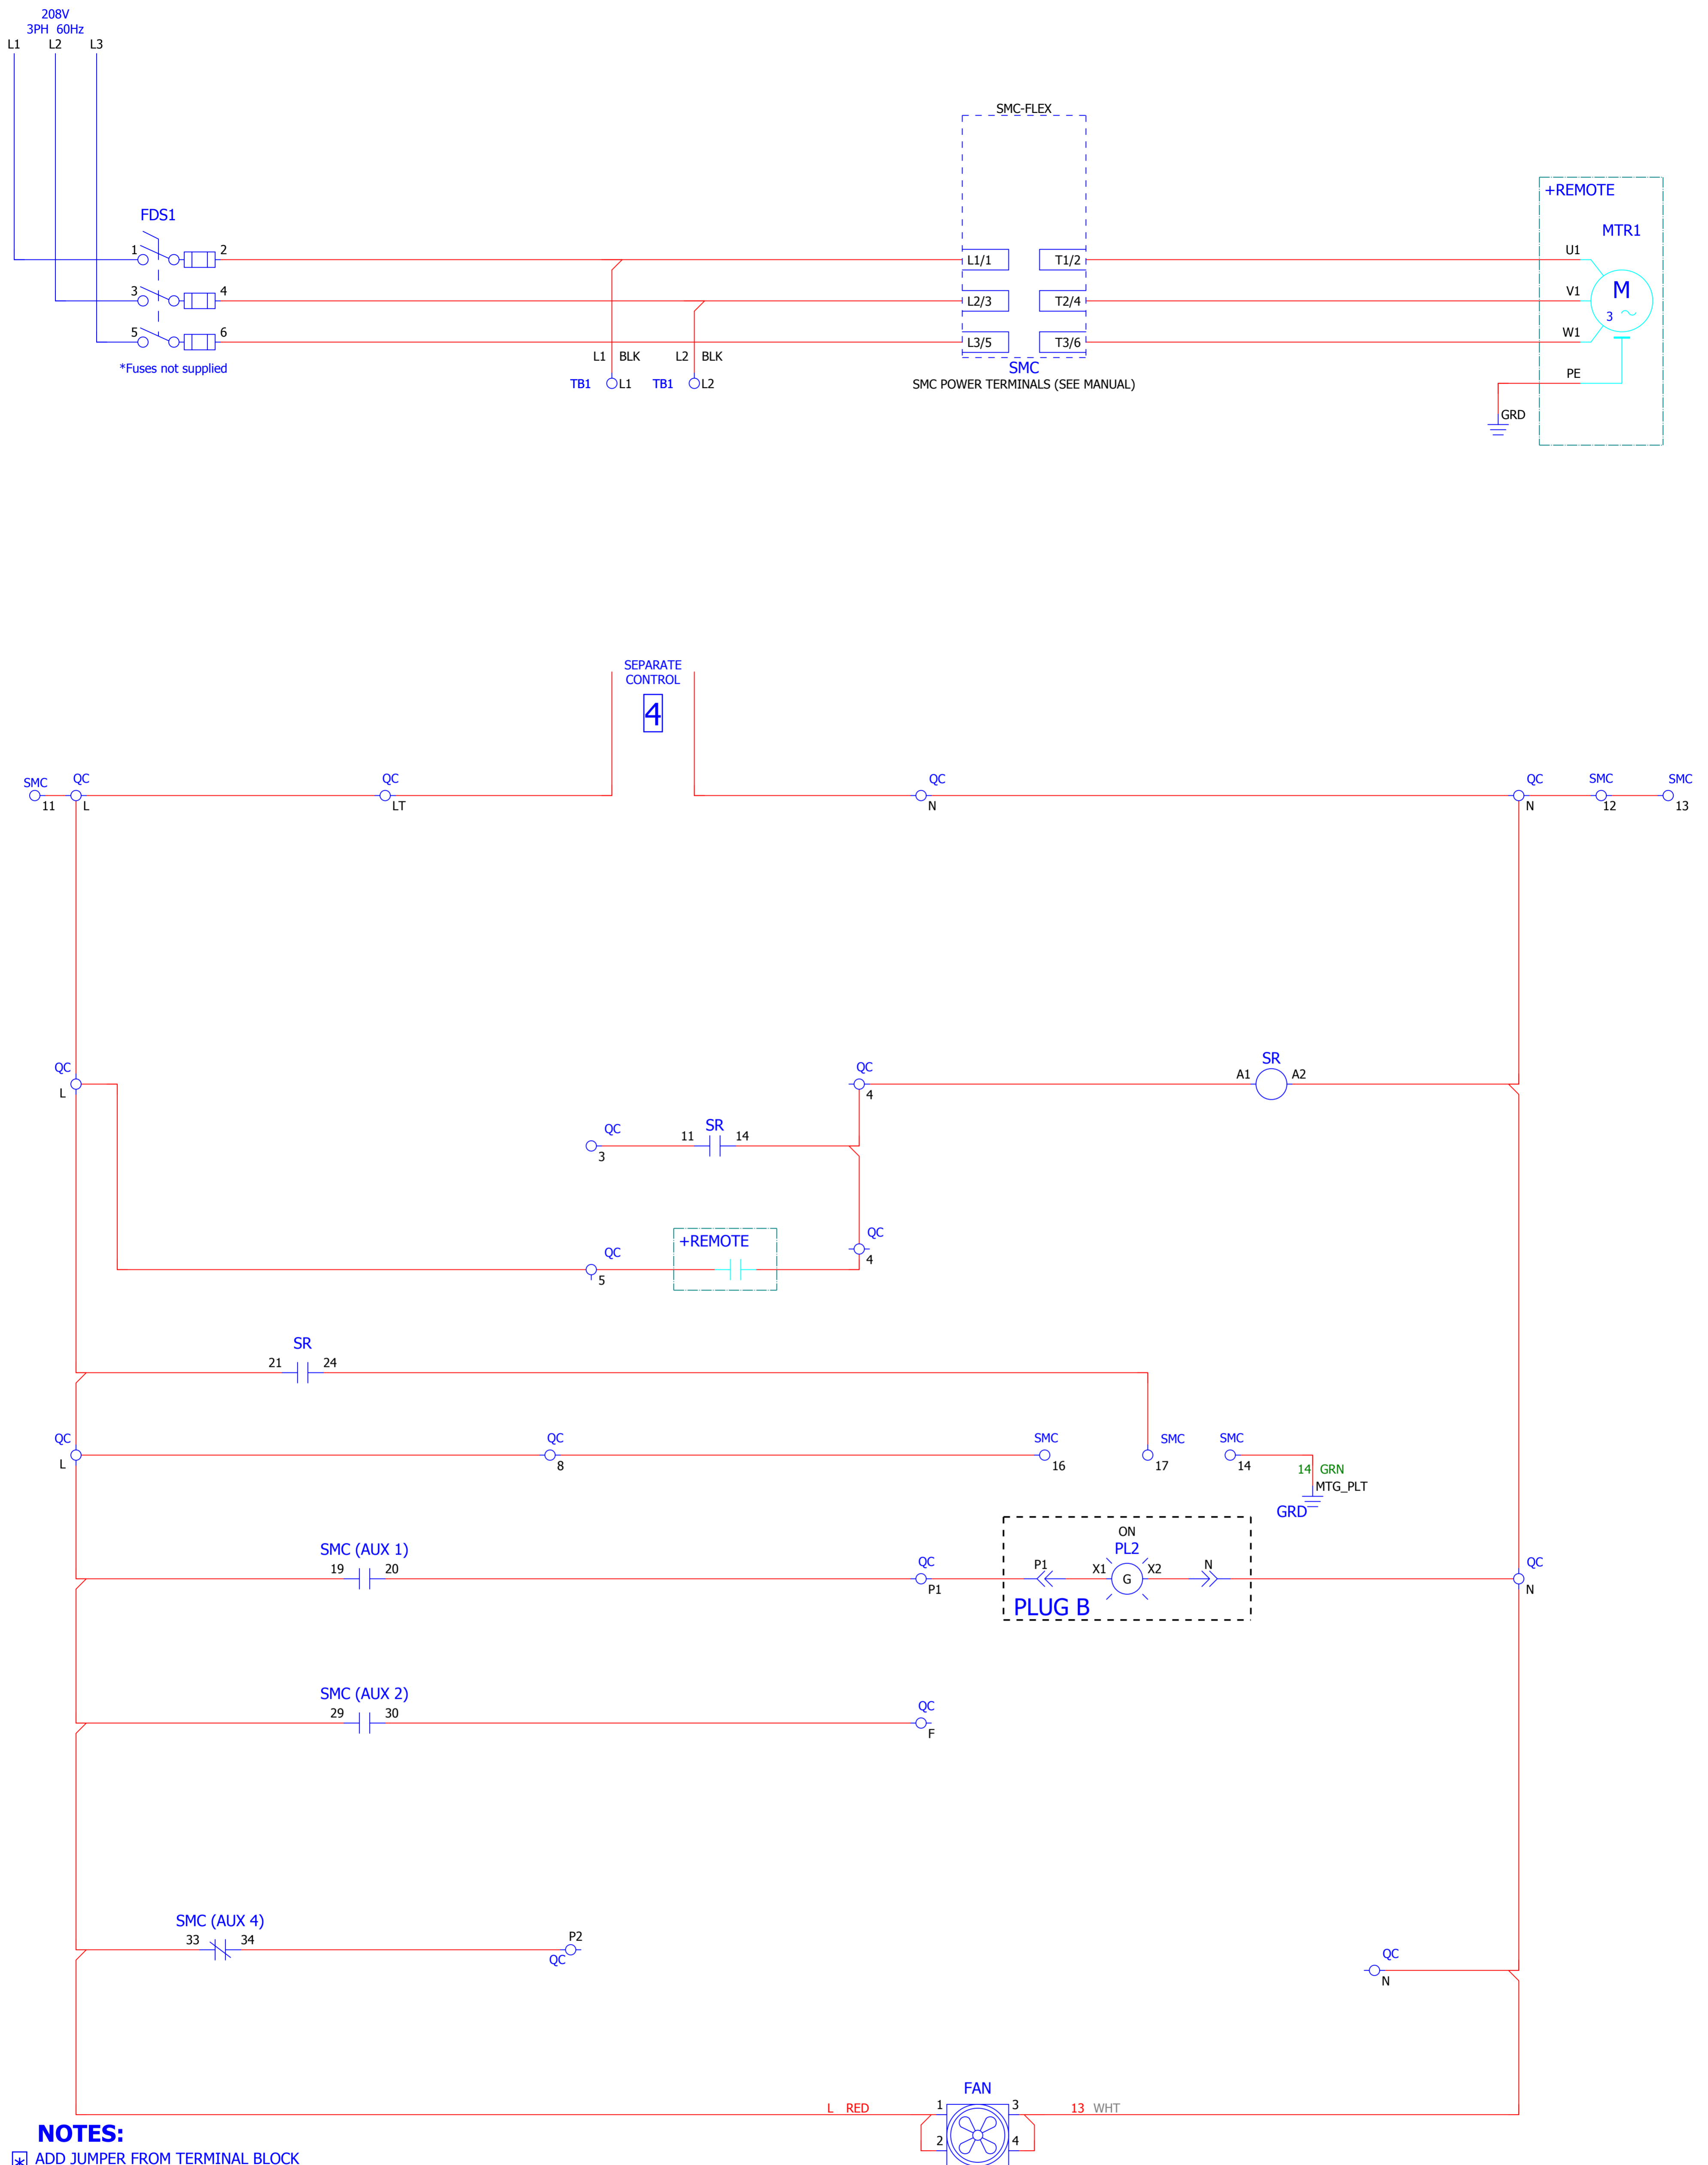 208V
3PH 60Hz
L1 L2 L3
SMC-FLEX
+REMOTE
MTR1
FDS1
1 2 L1/1 T1/2 U1
3 4 L2/3 T2/4 V1 M
3
5 6 L3/5 T3/6 W1
*Fuses not supplied
L1 BLK L2 BLK
SMC
TB1 L1 TB1 L2
SMC POWER TERMINALS (SEE MANUAL)
PE
GRD
SEPARATE
CONTROL
4
SMC QC QC QC QC SMC SMC
11 L LT N N 12 13
QC QC SR
L 4 A1 A2
QC SR
3 11 14
QC +REMOTE QC
5 4
SR
21 24
QC QC SMC SMC SMC
L 8 16 17 14
14 GRN
MTG_PLT
GRD
ON
SMC (AUX 1) QC PL2 QC
19 20 P1 P1 X1 G X2 N N
PLUG B
SMC (AUX 2) QC
29 30 F
SMC (AUX 4) P2
33 34 QC
QC
N
FAN
L RED 1 3 13 WHT
2 4
NOTES:
* ADD JUMPER FROM TERMINAL BLOCK